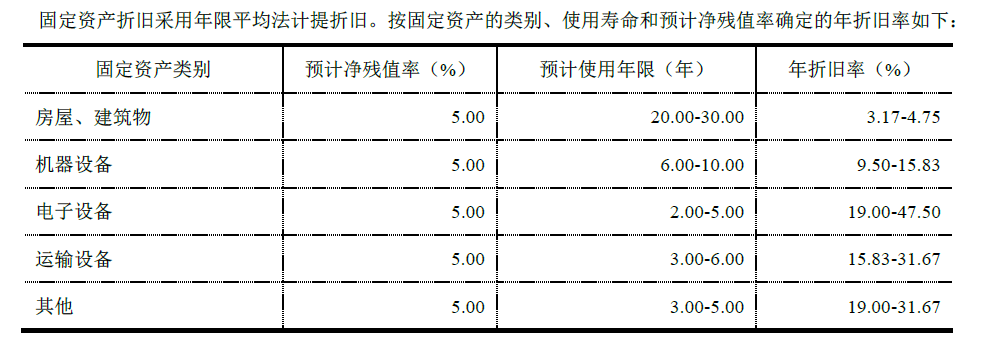 固定资产折旧采用年限平均法计提折旧。按固定资产的类别、使用寿命和预计净残值率确定的年折旧率如下：
固定资产类别 预计净残值率（%） 预计使用年限（年） 年折旧率（%）
房屋、建筑物 5.00 20.00-30.00 3.17-4.75
机器设备 5.00 6.00-10.00 9.50-15.83
电子设备 5.00 2.00-5.00 19.00-47.50
运输设备 5.00 3.00-6.00 15.83-31.67
其他 5.00 3.00-5.00 19.00-31.67